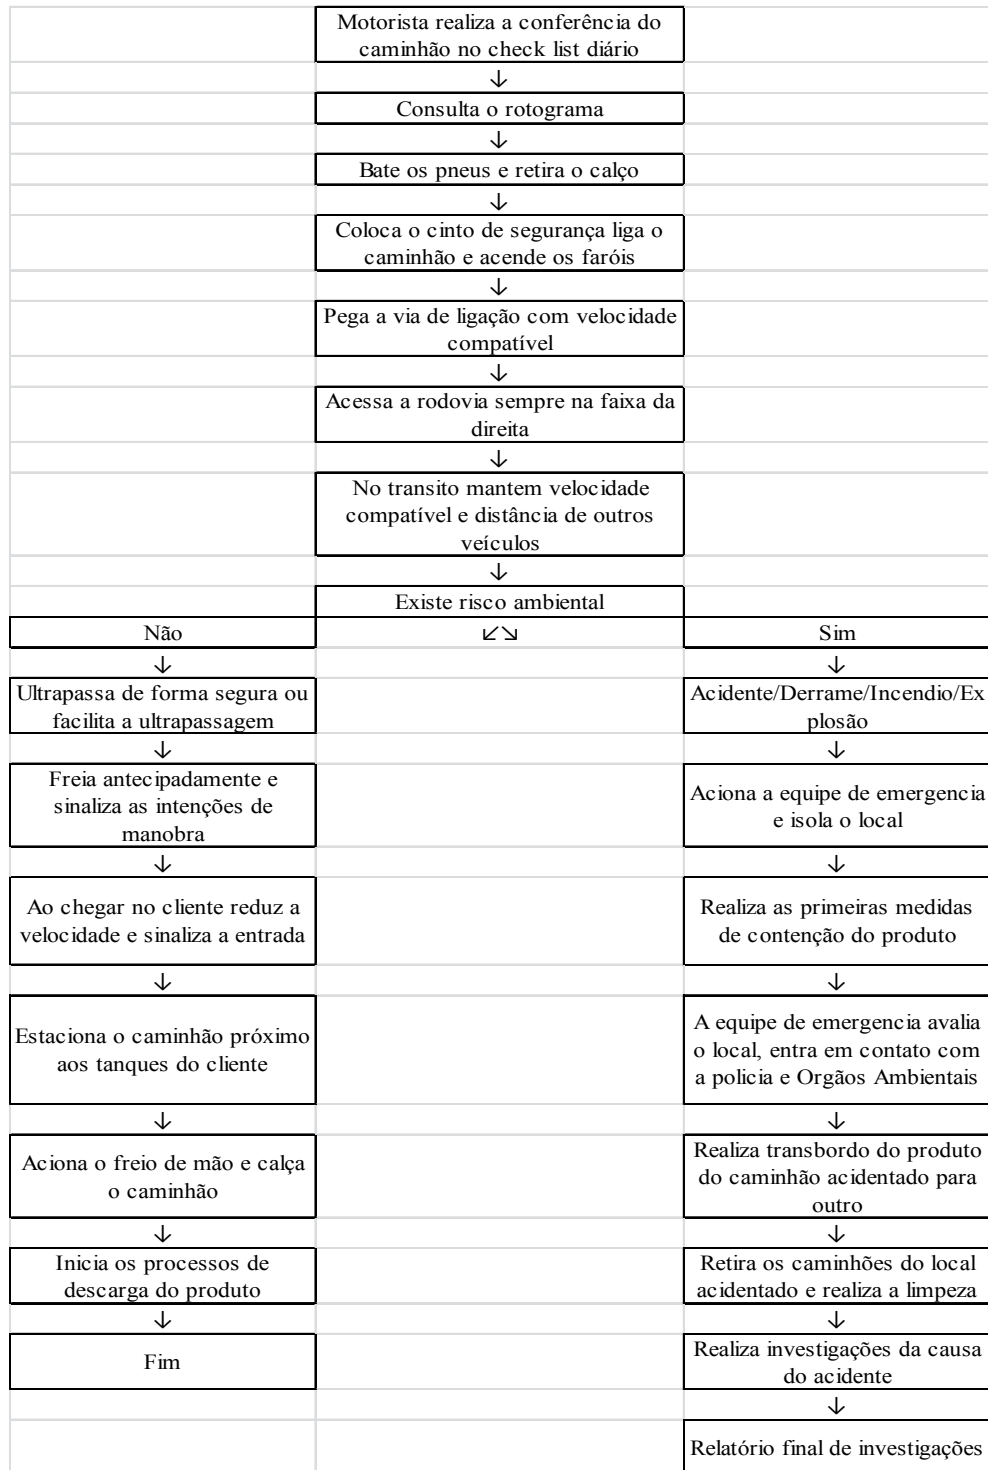 Motorista realiza a conferência do
caminhão no check list diário
↓
Consulta o rotograma
↓
Bate os pneus e retira o calço
↓
Coloca o cinto de segurança liga o
caminhão e acende os faróis
↓
Pega a via de ligação com velocidade
compatível
↓
Acessa a rodovia sempre na faixa da
direita
↓
No transito mantem velocidade
compatível e distância de outros
veículos
↓
Existe risco ambiental
↙↘
Não
↓
Ultrapassa de forma segura ou
facilita a ultrapassagem
↓
Freia antecipadamente e
sinaliza as intenções de
manobra
↓
Ao chegar no cliente reduz a
velocidade e sinaliza a entrada
↓
Estaciona o caminhão próximo
aos tanques do cliente
↓
Aciona o freio de mão e calça
o caminhão
↓
Inicia os processos de
descarga do produto
↓
Fim
Sim
↓
Acidente/Derrame/Incendio/Ex
plosão
↓
Aciona a equipe de emergencia
e isola o local
↓
Realiza as primeiras medidas
de contenção do produto
↓
A equipe de emergencia avalia
o local, entra em contato com
a policia e Orgãos Ambientais
↓
Realiza transbordo do produto
do caminhão acidentado para
outro
↓
Retira os caminhões do local
acidentado e realiza a limpeza
↓
Realiza investigações da causa
do acidente
↓
Relatório final de investigações